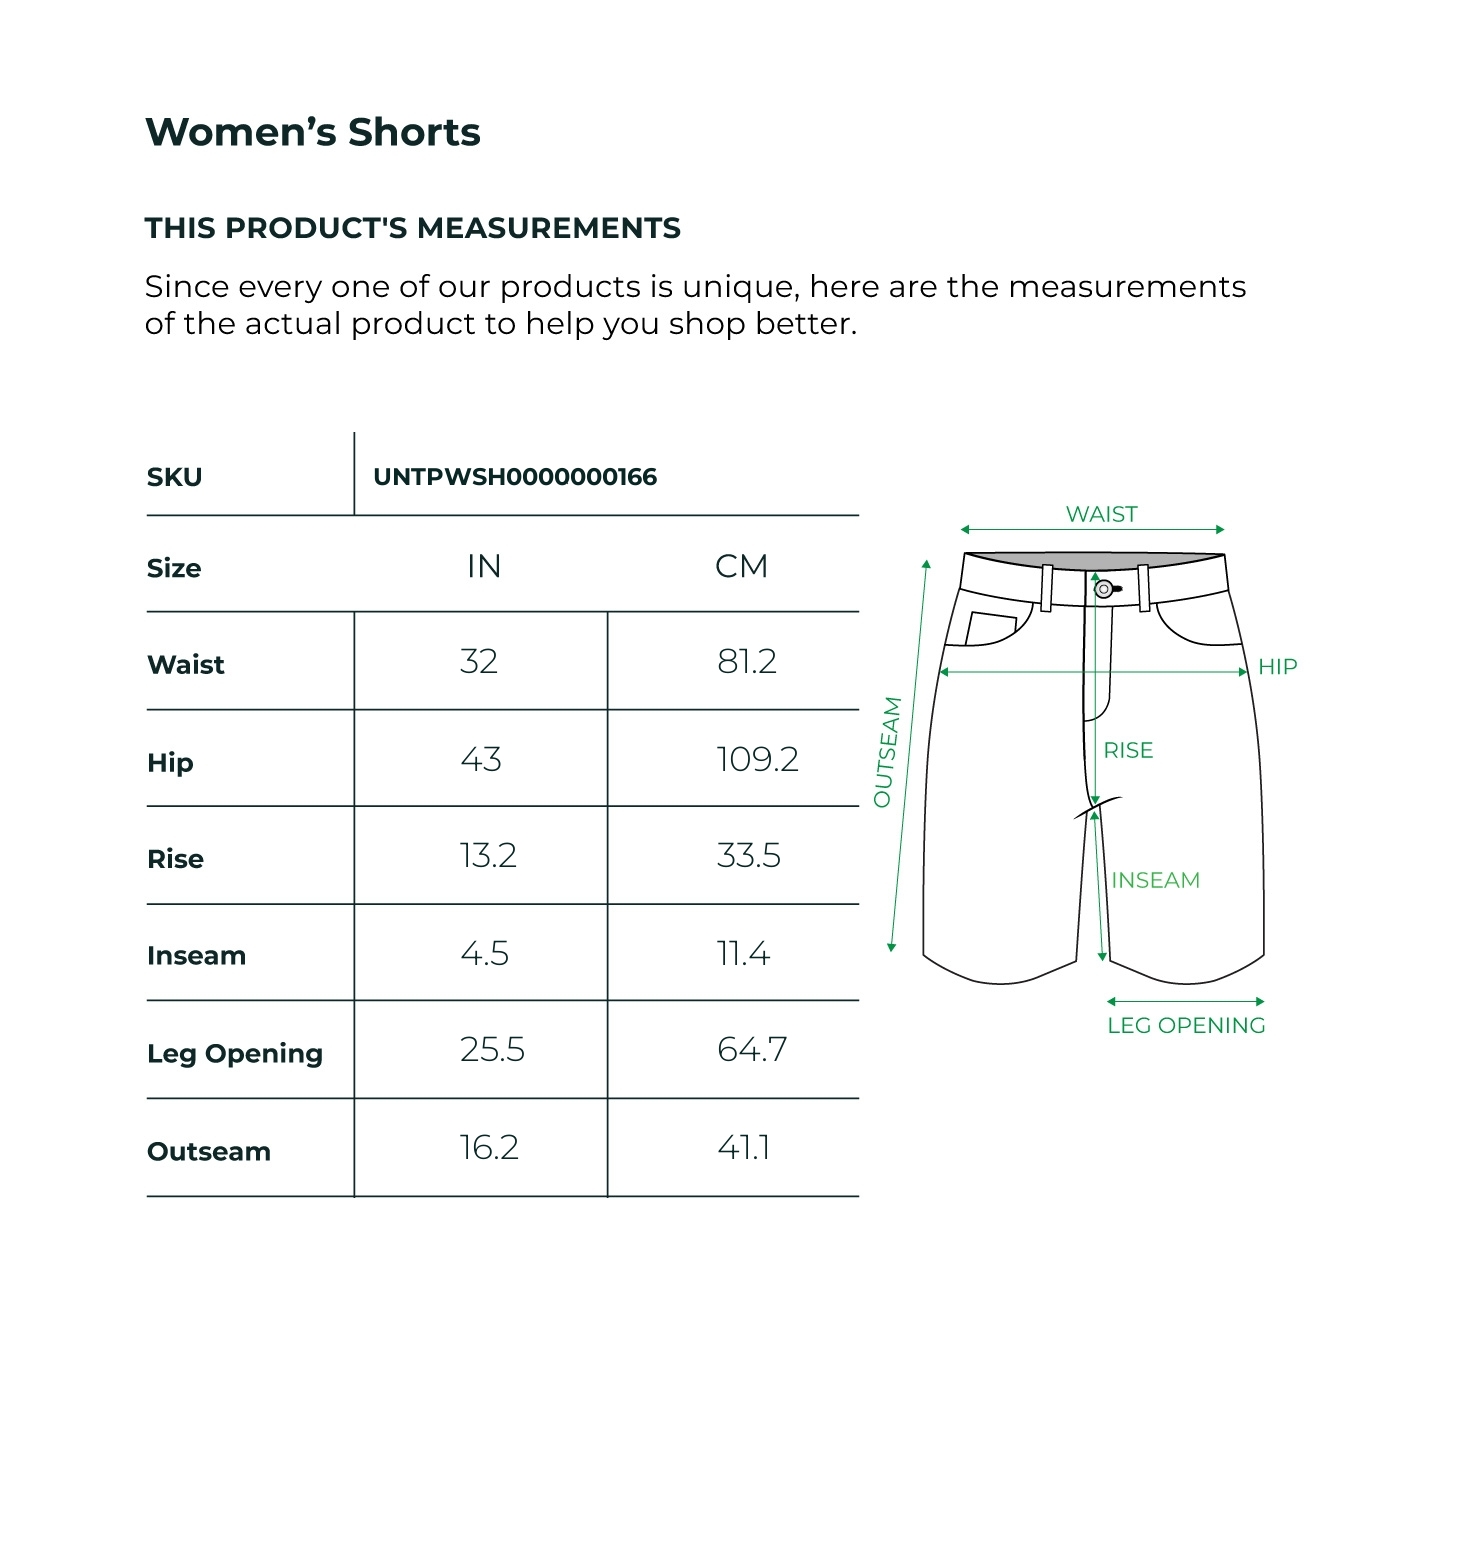 Women’s Shorts
THIS PRODUCT'S MEASUREMENTS
Since every one of our products is unique, here are the measurements
of the actual product to help you shop better.
SKU UNTPWSH0000000166
Size IN CM
Waist 32 81.2
Hip 43 109.2
Rise 13.2 33.5
Inseam 4.5 11.4
Leg Opening 25.5 64.7
Outseam 16.2 41.1
WAIST
HIP
OUTSEAM
RISE
INSEAM
LEG OPENING